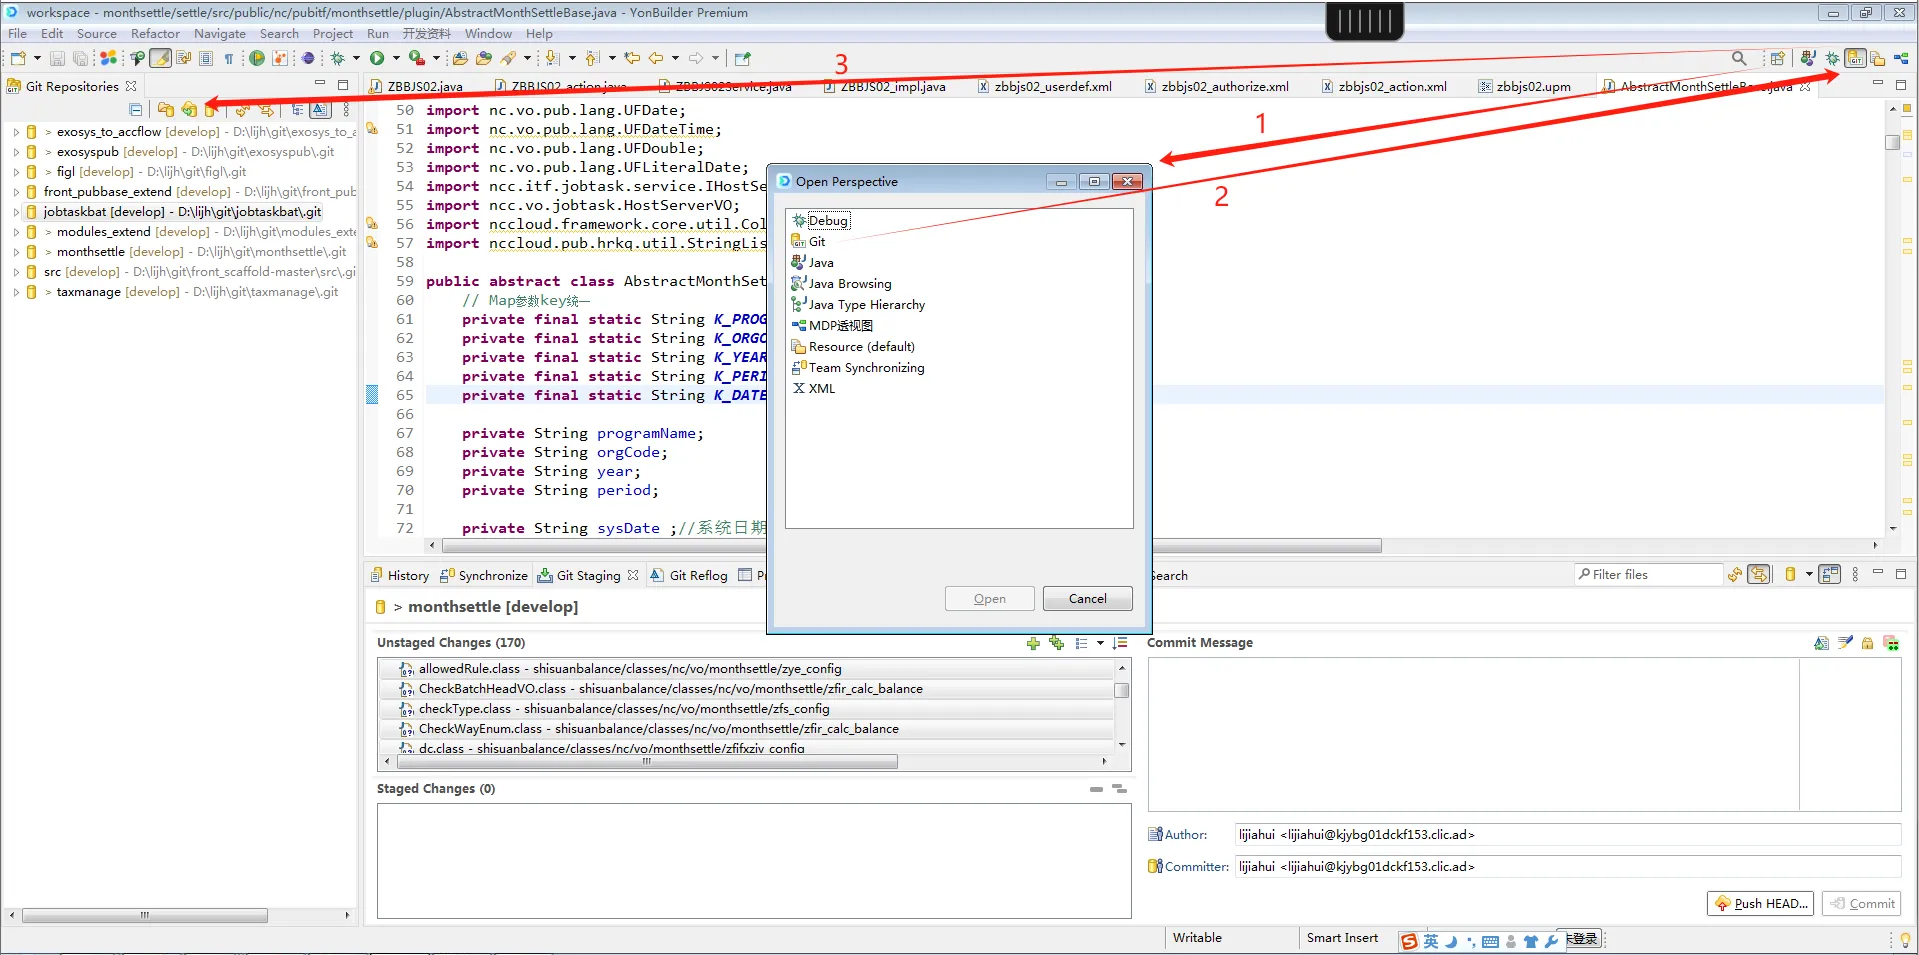 workspace - monthsettle/settle/src/public/nc/pubitf/monthsettle/plugin/AbstractMonthSettleBase.java - YonBuilder Premium
File Edit Source Refactor Navigate Search Project Run 开发资料 Window Help
3
Git Repositories
ZBBJS02.java
ZBBJS02_action.java
ZBBJS02Service.java
ZBBJS02_impl.java
zbbjs02_userdef.xml
zbbjs02_authorize.xml
zbbjs02_action.xml
zbbjs02.upm
AbstractMonthSettleBase.java
> exosys_to_accflow [develop] - D:\lijh\git\exosys_to_a
> exosyspub [develop] - D:\lijh\git\exosyspub\.git
> figl [develop] - D:\lijh\git\figl\.git
front_pubbase_extend [develop] - D:\lijh\git\front_pub
jobtaskbat [develop] - D:\lijh\git\jobtaskbat\.git
> modules_extend [develop] - D:\lijh\git\modules_exte
> monthsettle [develop] - D:\lijh\git\monthsettle\.git
src [develop] - D:\lijh\git\front_scaffold-master\src\.gi
> taxmanage [develop] - D:\lijh\git\taxmanage\.git
50 import nc.vo.pub.lang.UFDate;
51 import nc.vo.pub.lang.UFDateTime;
52 import nc.vo.pub.lang.UFDouble;
53 import nc.vo.pub.lang.UFLiteralDate;
54 import ncc.itf.jobtask.service.IHostSe
55 import ncc.vo.jobtask.HostServerVO;
56 import nccloud.framework.core.util.Col
57 import nccloud.pub.hrkq.util.StringLis
58
59 public abstract class AbstractMonthSet
60 // Map参数key统一
61 private final static String K_PROG
62 private final static String K_ORGC
63 private final static String K_YEAR
64 private final static String K_PERI
65 private final static String K_DATE
66
67 private String programName;
68 private String orgCode;
69 private String year;
70 private String period;
71
72 private String sysDate ;//系统日期
1
2
Open Perspective
Debug
Git
Java
Java Browsing
Java Type Hierarchy
MDP透视图
Resource (default)
Team Synchronizing
XML
Open
Cancel
History
Synchronize
Git Staging
Git Reflog
Search
Filter files
> monthsettle [develop]
Unstaged Changes (170)
allowedRule.class - shisuanbalance/classes/nc/vo/monthsettle/zye_config
CheckBatchHeadVO.class - shisuanbalance/classes/nc/vo/monthsettle/zfir_calc_balance
checkType.class - shisuanbalance/classes/nc/vo/monthsettle/zfs_config
CheckWayEnum.class - shisuanbalance/classes/nc/vo/monthsettle/zfir_calc_balance
dc.class - shisuanbalance/classes/nc/vo/monthsettle/zfifxziv_config
Staged Changes (0)
Commit Message
Author: lijiahui <lijiahui@kjybg01dckf153.clic.ad>
Committer: lijiahui <lijiahui@kjybg01dckf153.clic.ad>
Push HEAD...
Commit
Writable
Smart Insert
英
未登录